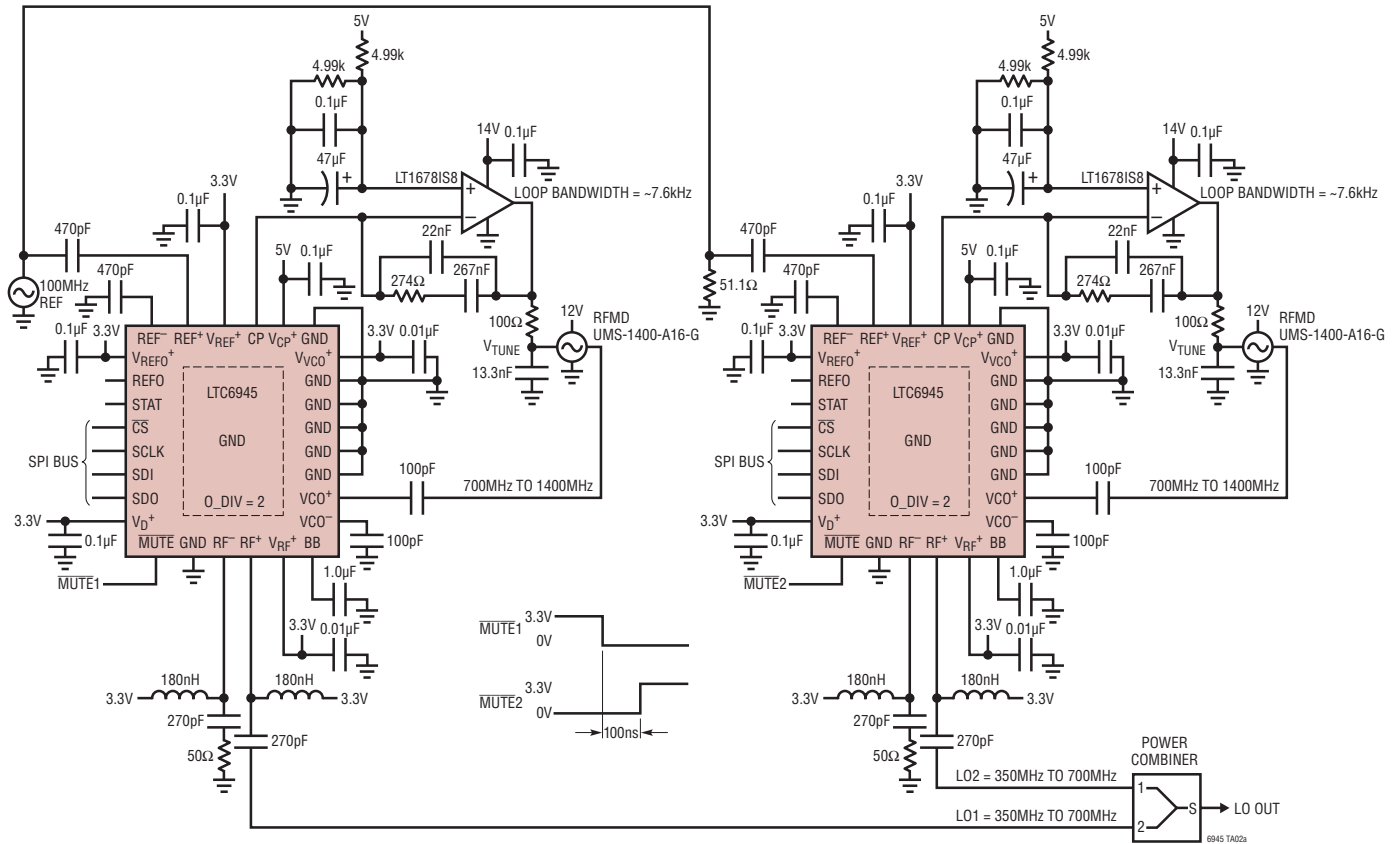 5V
4.99k
4.99k
0.1µF
47µF
+
14V 0.1µF
LT1678IS8
+
–
LOOP BANDWIDTH = ~7.6kHz
3.3V
0.1µF
470pF
470pF
100MHz
REF
5V 0.1µF
22nF
274Ω
267nF
100Ω
12V
RFMD
UMS-1400-A16-G
VTUNE
13.3nF
0.1µF 3.3V
3.3V 0.01µF
REF– REF+ VREF+ CP VCP+ GND
VREFO+
REFO
STAT
CS
SCLK
SDI
SDO
VD+
SPI BUS
3.3V
0.1µF
LTC6945
GND
O_DIV = 2
VVCO+
GND
GND
GND
GND
GND
VCO+
VCO–
MUTE GND RF– RF+ VRF+ BB
100pF
700MHz TO 1400MHz
100pF
MUTE1
1.0µF
3.3V 0.01µF
180nH
180nH
3.3V
3.3V
270pF
270pF
50Ω
MUTE1 3.3V
0V
MUTE2 3.3V
0V
100ns
5V
4.99k
4.99k
0.1µF
47µF
+
14V 0.1µF
LT1678IS8
+
–
LOOP BANDWIDTH = ~7.6kHz
3.3V
0.1µF
470pF
470pF
51.1Ω
5V 0.1µF
22nF
274Ω
267nF
100Ω
12V
RFMD
UMS-1400-A16-G
VTUNE
13.3nF
0.1µF 3.3V
3.3V 0.01µF
REF– REF+ VREF+ CP VCP+ GND
VREFO+
REFO
STAT
CS
SCLK
SDI
SDO
VD+
SPI BUS
3.3V
0.1µF
LTC6945
GND
O_DIV = 2
VVCO+
GND
GND
GND
GND
GND
VCO+
VCO–
MUTE GND RF– RF+ VRF+ BB
100pF
700MHz TO 1400MHz
100pF
MUTE2
1.0µF
3.3V 0.01µF
180nH
180nH
3.3V
3.3V
270pF
270pF
50Ω
POWER
COMBINER
LO2 = 350MHz TO 700MHz
1
LO1 = 350MHz TO 700MHz
2
S
LO OUT
6945 TA02a